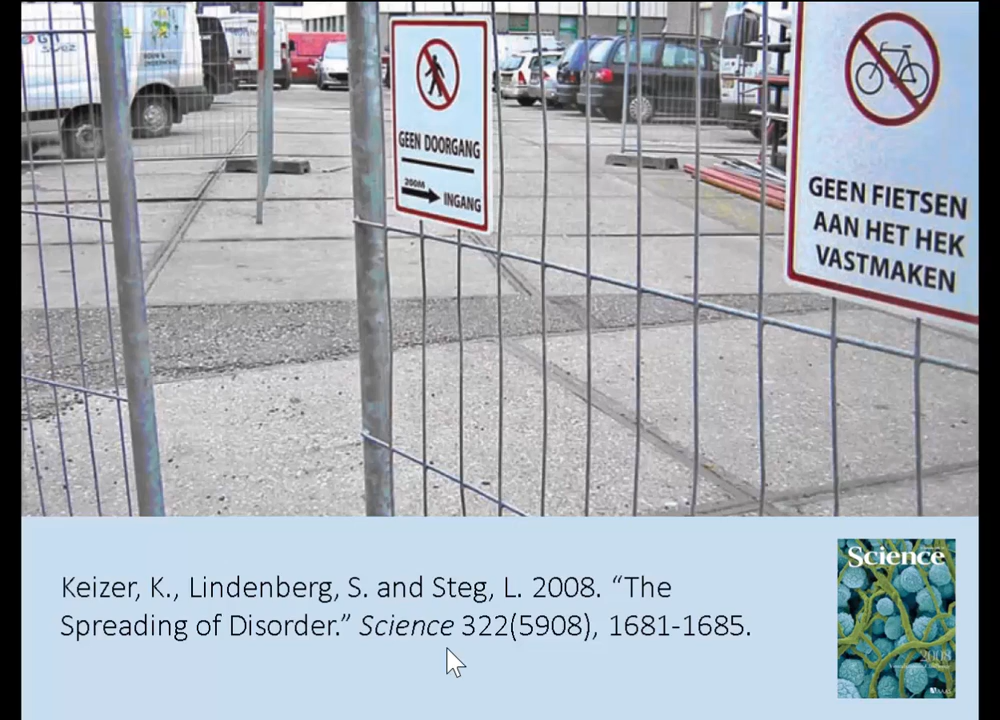 GEEN DOORGANG
200M
INGANG
GEEN FIETSEN
AAN HET HEK
VASTMAKEN
Keizer, K., Lindenberg, S. and Steg, L. 2008. “The
Spreading of Disorder.” Science 322(5908), 1681-1685.
Science
2008